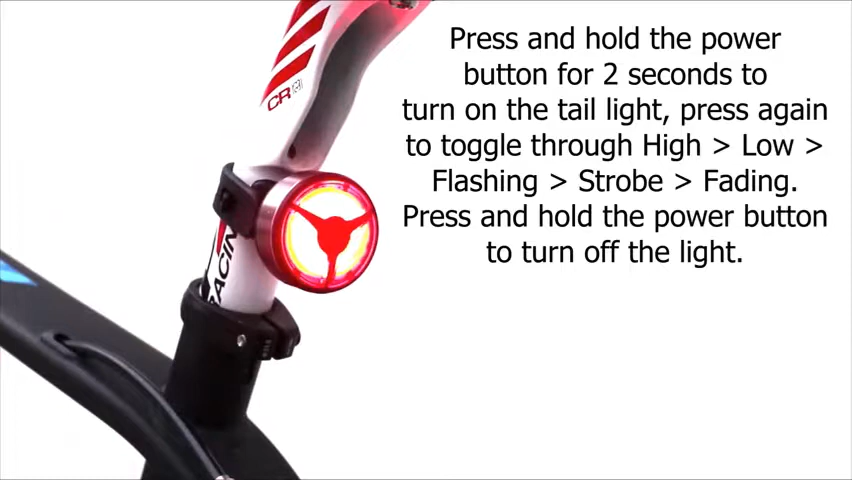 Press and hold the power
button for 2 seconds to
turn on the tail light, press again
to toggle through High > Low >
Flashing > Strobe > Fading.
Press and hold the power button
to turn off the light.
CR
RACIN